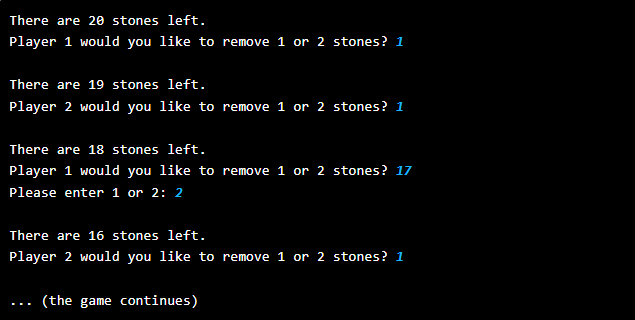 There are 20 stones left.
Player 1 would you like to remove 1 or 2 stones? 1
There are 19 stones left.
Player 2 would you like to remove 1 or 2 stones? 1
There are 18 stones left.
Player 1 would you like to remove 1 or 2 stones? 17
Please enter 1 or 2: 2
There are 16 stones left.
Player 2 would you like to remove 1 or 2 stones? 1
... (the game continues)